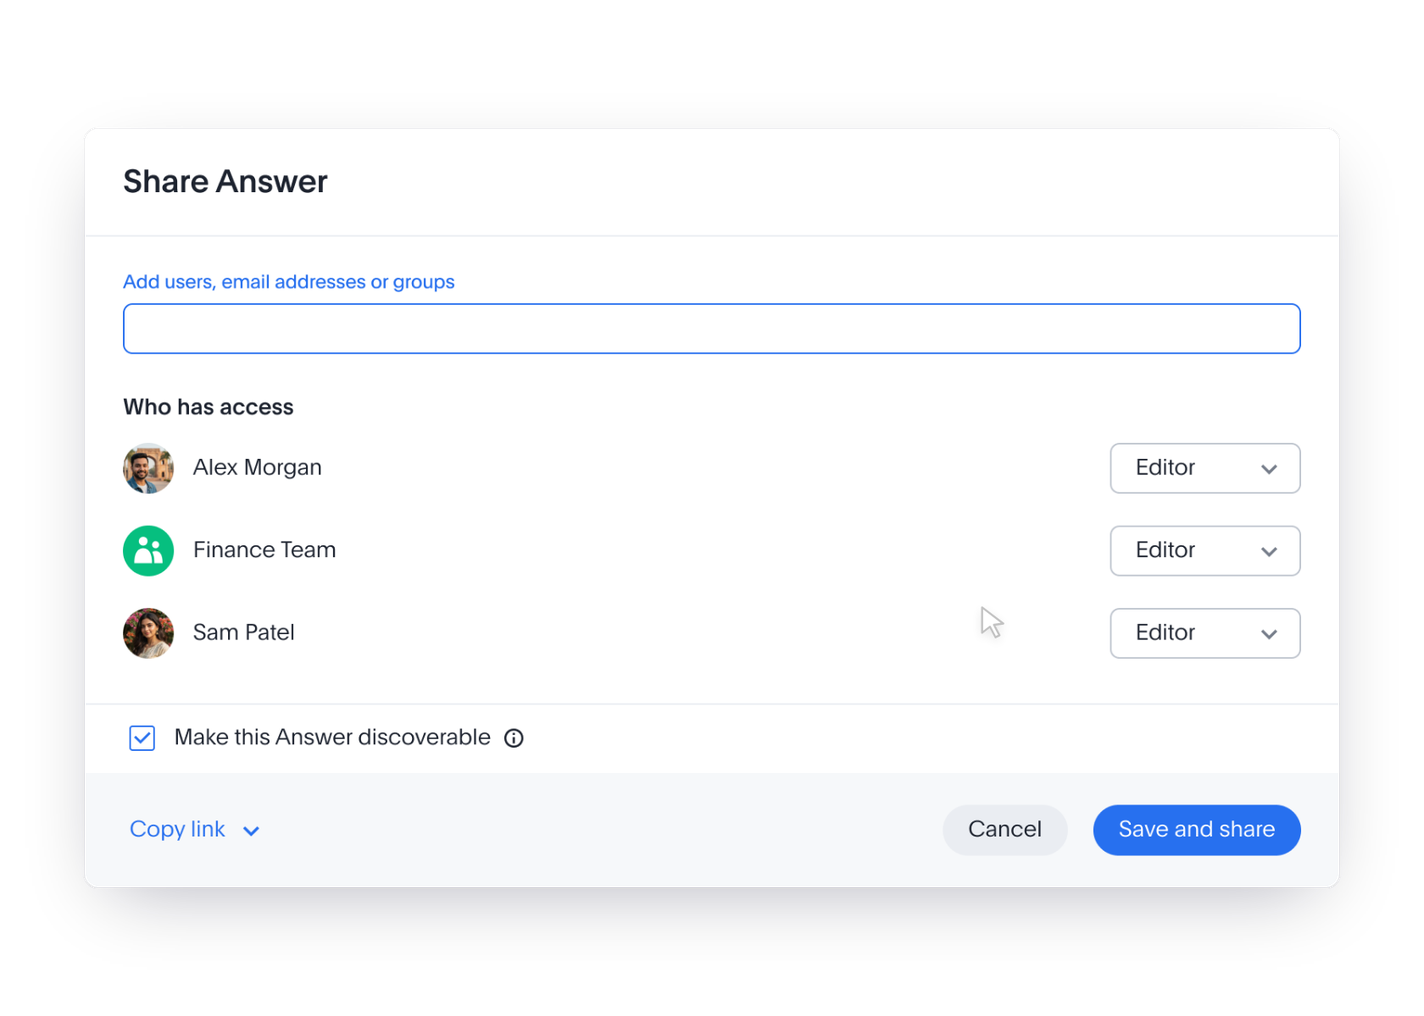 Share Answer
Add users, email addresses or groups
Who has access
Alex Morgan
Editor
Finance Team
Editor
Sam Patel
Editor
Make this Answer discoverable
Copy link
Cancel
Save and share